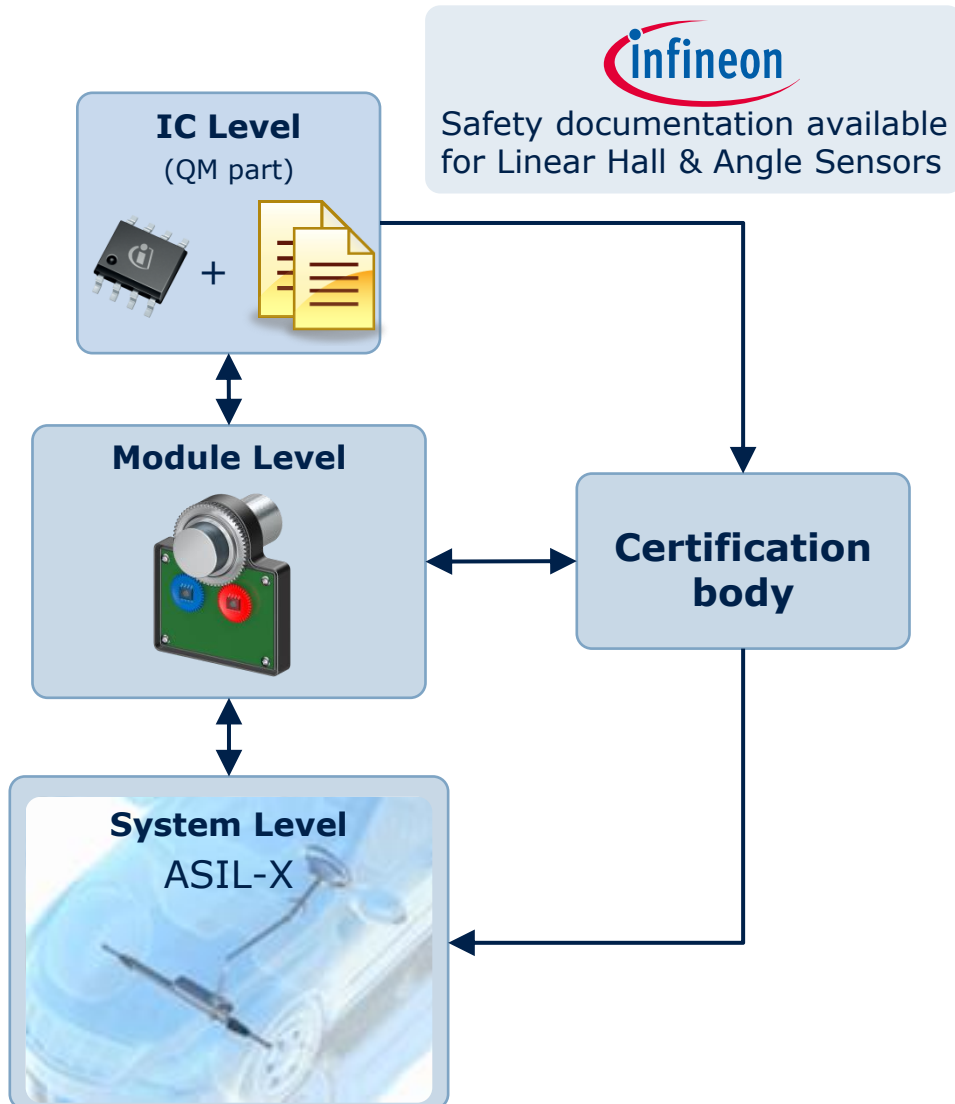 infineon
Safety documentation available
for Linear Hall & Angle Sensors
IC Level
(QM part)
+
Module Level
Certification
body
System Level
ASIL-X